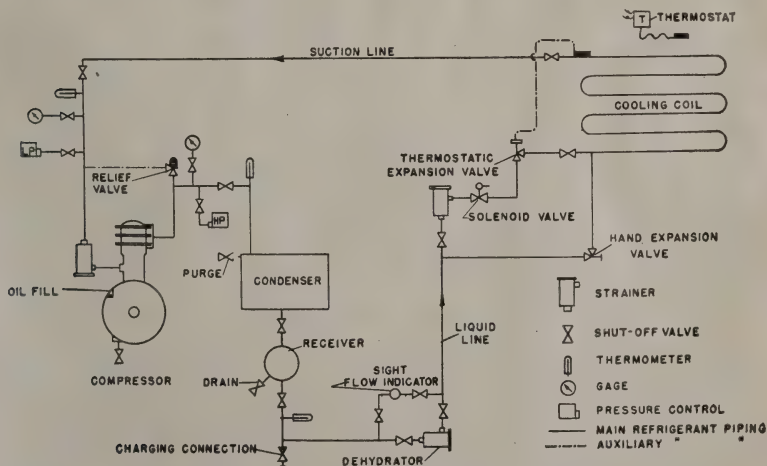 T
THERMOSTAT
SUCTION LINE
COOLING COIL
THERMOSTATIC
EXPANSION VALVE
LP
RELIEF
VALVE
HP
SOLENOID VALVE
HAND EXPANSION
VALVE
PURGE
CONDENSER
OIL FILL
STRAINER
LIQUID
LINE
SHUT-OFF VALVE
RECEIVER
SIGHT
FLOW INDICATOR
THERMOMETER
COMPRESSOR
DRAIN
GAGE
PRESSURE CONTROL
MAIN REFRIGERANT PIPING
CHARGING CONNECTION
AUXILIARY " "
DEHYDRATOR